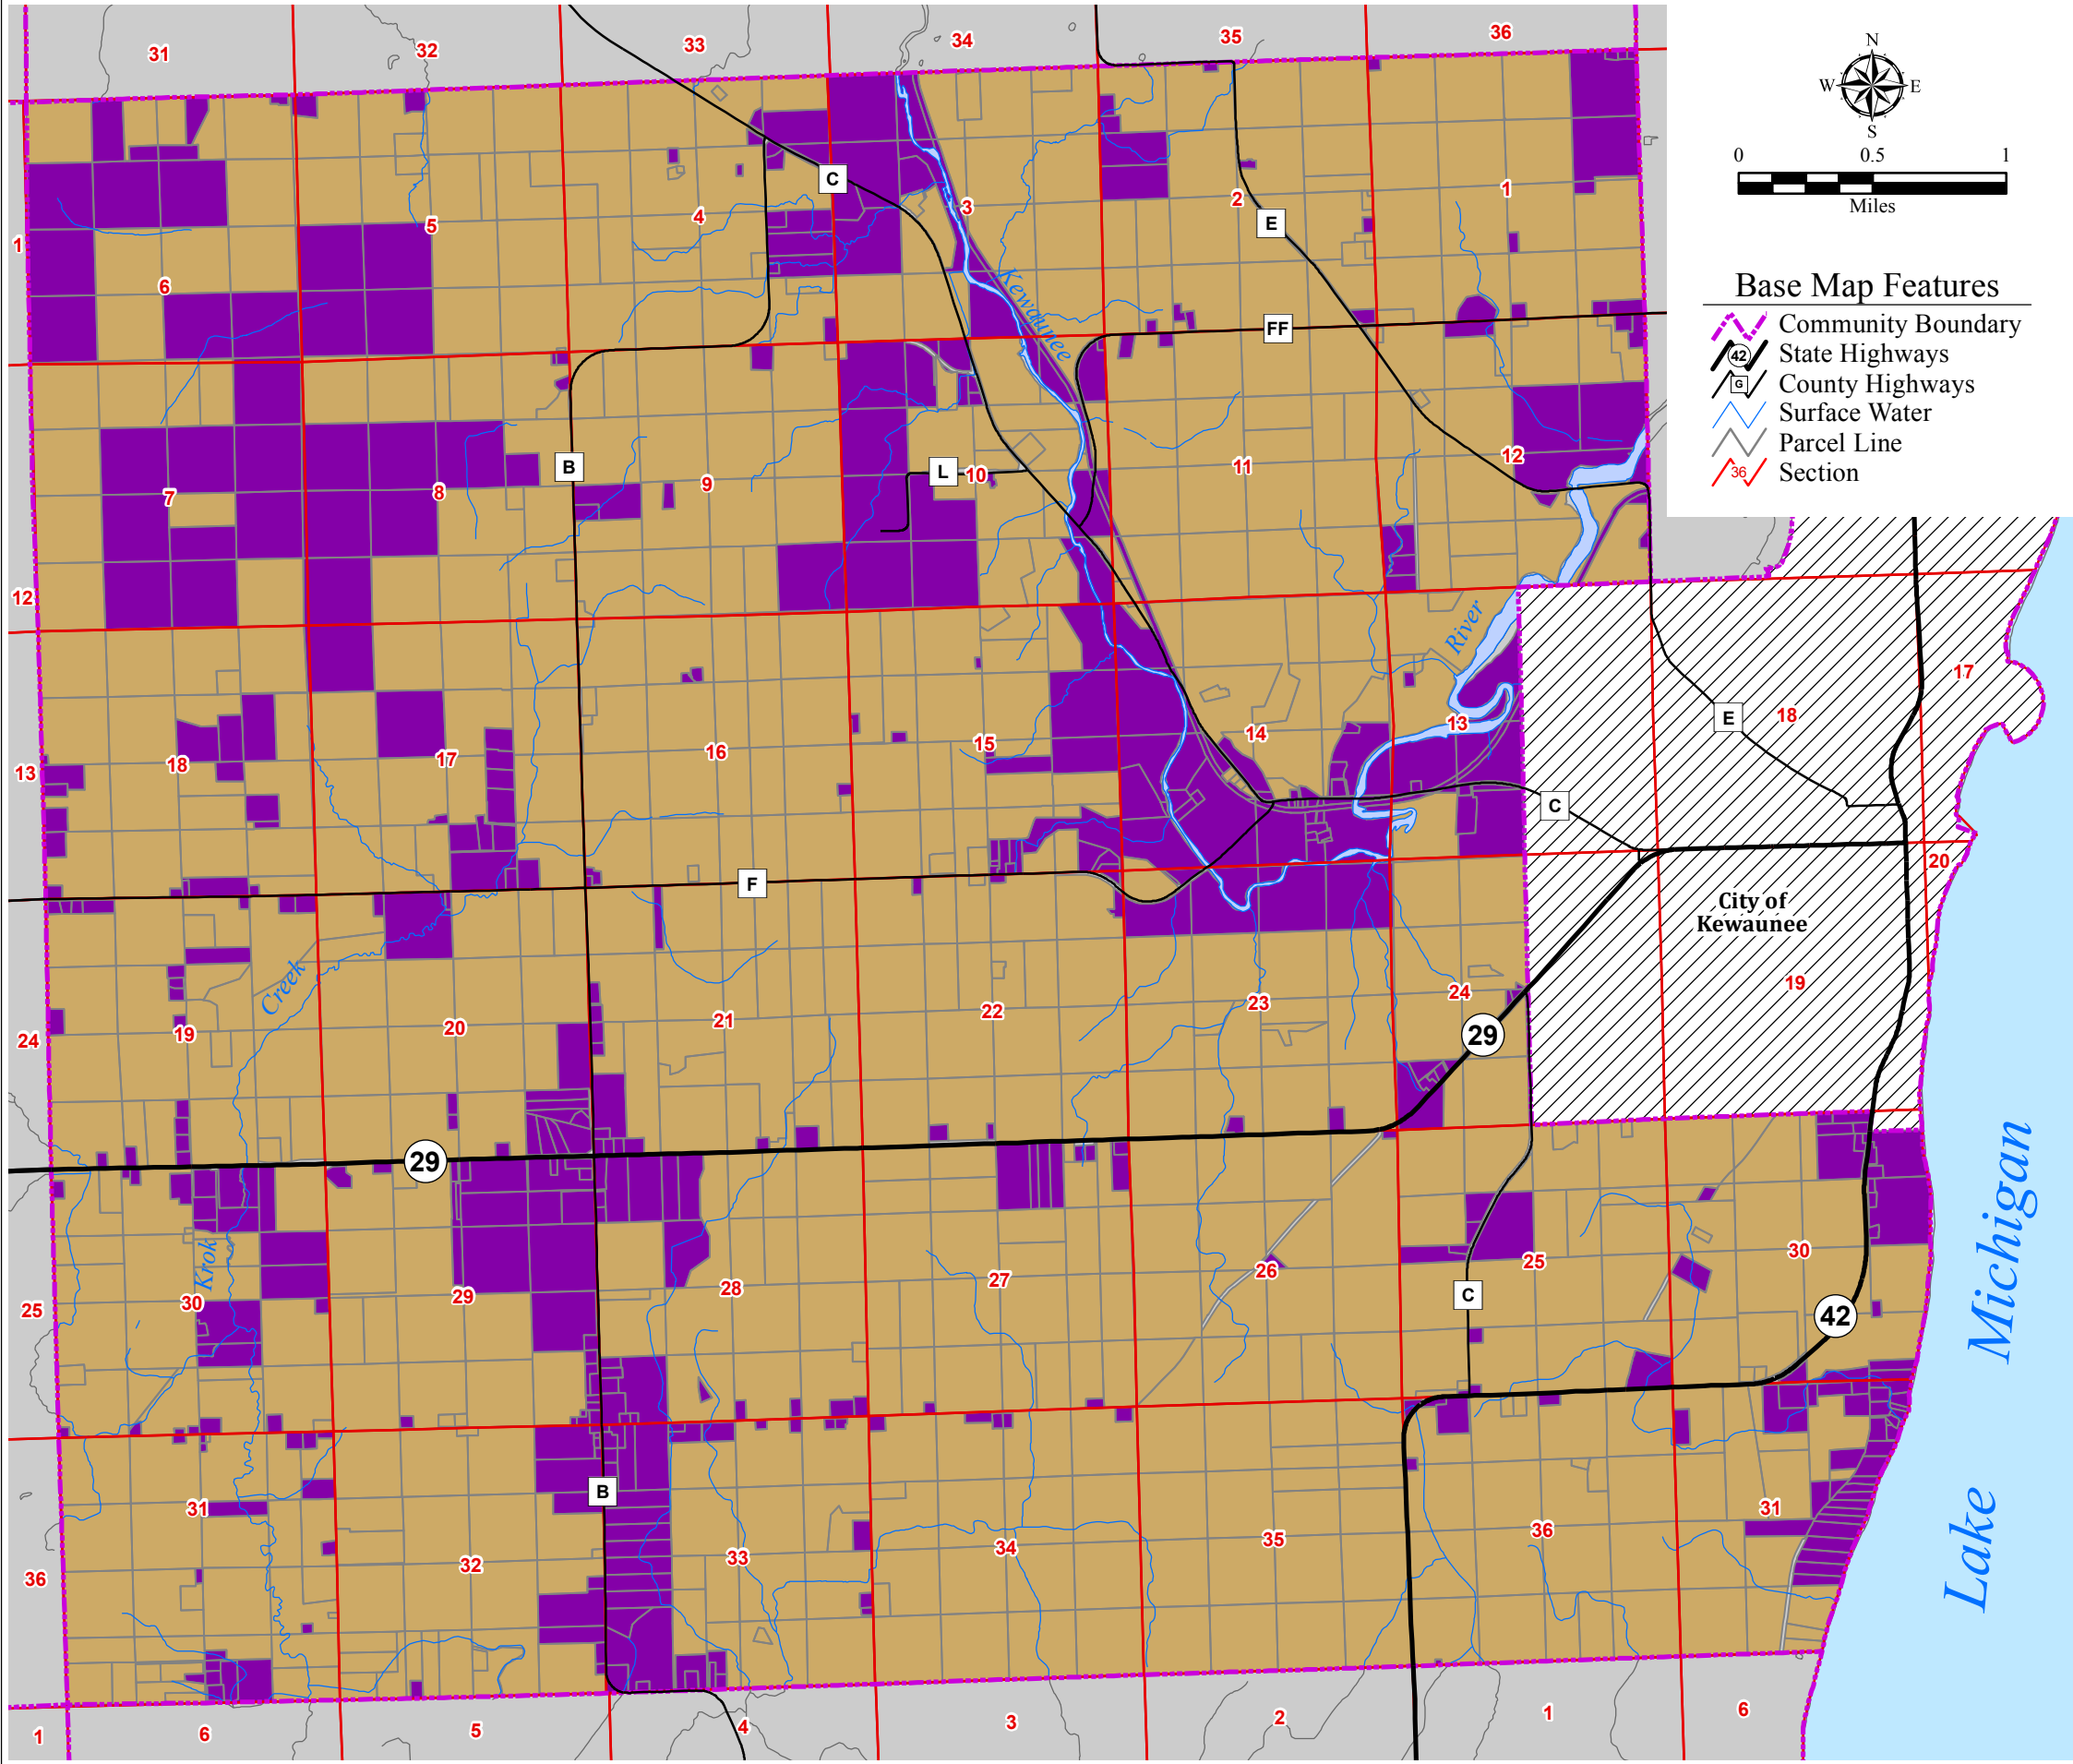 31
32
33
34
35
36
N
W
E
S
0
0.5
1
Miles
Base Map Features
Community Boundary
42
State Highways
G
County Highways
Surface Water
Parcel Line
36
Section
1
6
5
4
C
3
2
E
1
Kewaunee
FF
12
7
8
B
9
L
10
11
12
River
13
18
17
16
15
14
13
C
E
18
17
F
20
City of
Kewaunee
24
19
Creek
20
21
22
23
24
29
19
29
25
30
Krok
29
28
27
26
C
25
30
42
Lake Michigan
36
31
32
B
33
34
35
36
31
1
6
5
4
3
2
1
6